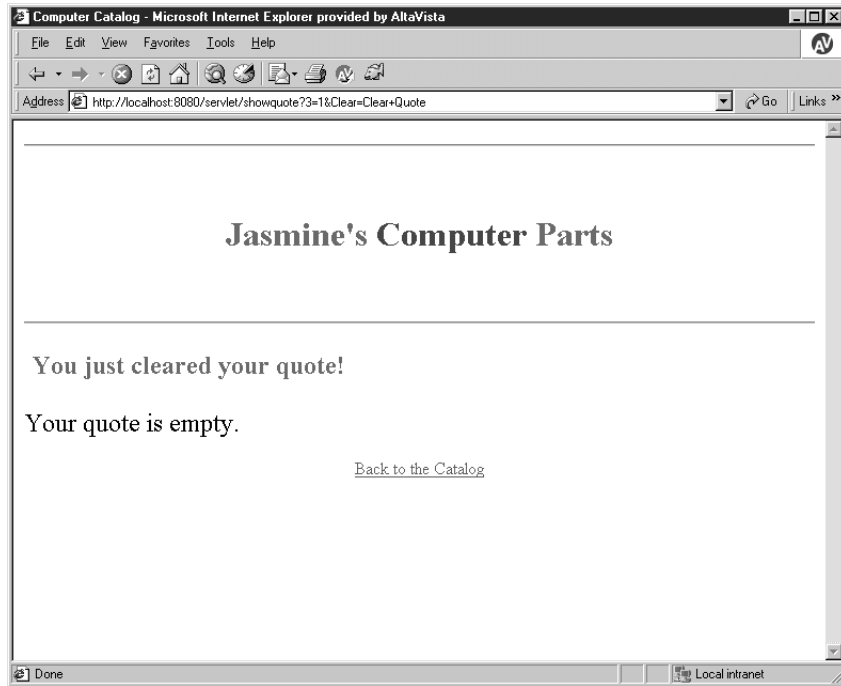 Computer Catalog - Microsoft Internet Explorer provided by AltaVista
File Edit View Favorites Tools Help
AV
Address http://localhost:8080/servlet/showquote?3=1&Clear=Clear+Quote Go Links »
Jasmine's Computer Parts
You just cleared your quote!
Your quote is empty.
Back to the Catalog
Done Local intranet